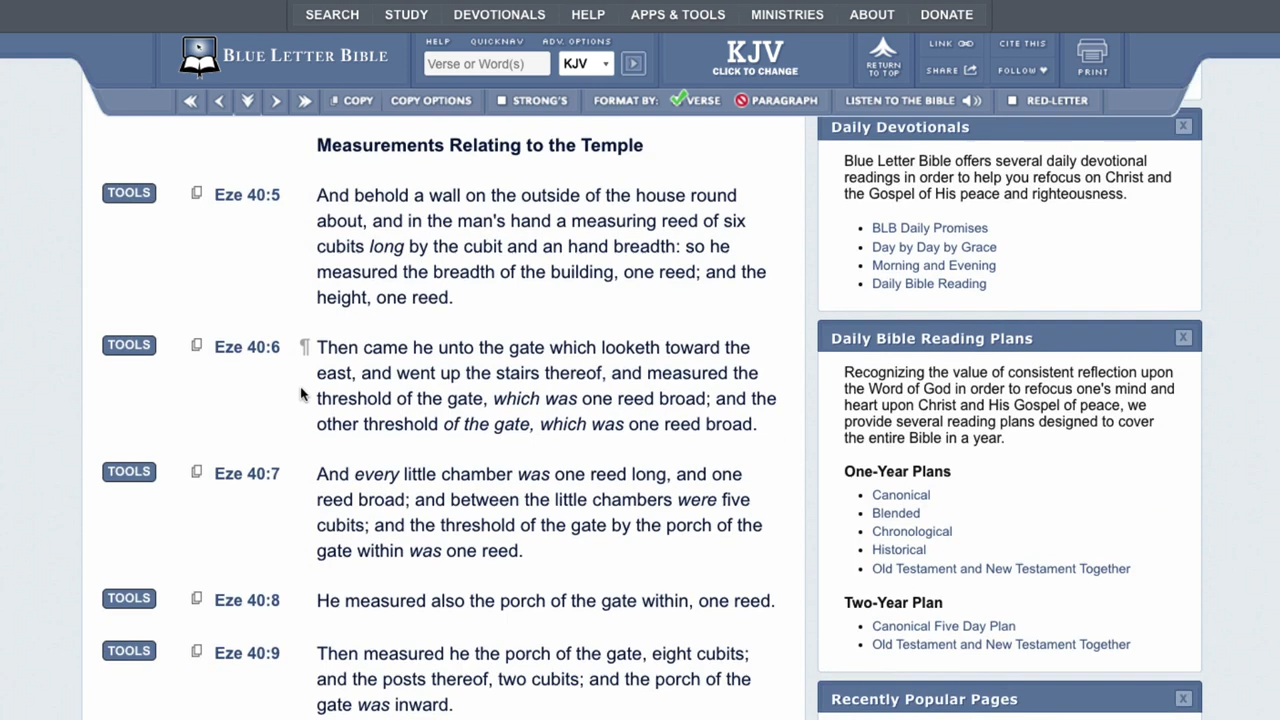 SEARCH STUDY DEVOTIONALS HELP APPS & TOOLS MINISTRIES ABOUT DONATE
BLUE LETTER BIBLE
HELP QUICKNAV ADV. OPTIONS
Verse or Word(s) KJV
KJV
CLICK TO CHANGE
RETURN
TO TOP
LINK CITE THIS
SHARE FOLLOW
PRINT
COPY COPY OPTIONS STRONG'S FORMAT BY: VERSE PARAGRAPH LISTEN TO THE BIBLE RED-LETTER
Measurements Relating to the Temple
TOOLS Eze 40:5 And behold a wall on the outside of the house round
about, and in the man's hand a measuring reed of six
cubits long by the cubit and an hand breadth: so he
measured the breadth of the building, one reed; and the
height, one reed.
TOOLS Eze 40:6 ¶ Then came he unto the gate which looketh toward the
east, and went up the stairs thereof, and measured the
threshold of the gate, which was one reed broad; and the
other threshold of the gate, which was one reed broad.
TOOLS Eze 40:7 And every little chamber was one reed long, and one
reed broad; and between the little chambers were five
cubits; and the threshold of the gate by the porch of the
gate within was one reed.
TOOLS Eze 40:8 He measured also the porch of the gate within, one reed.
TOOLS Eze 40:9 Then measured he the porch of the gate, eight cubits;
and the posts thereof, two cubits; and the porch of the
gate was inward.
Daily Devotionals X
Blue Letter Bible offers several daily devotional
readings in order to help you refocus on Christ and
the Gospel of His peace and righteousness.
• BLB Daily Promises
• Day by Day by Grace
• Morning and Evening
• Daily Bible Reading
Daily Bible Reading Plans X
Recognizing the value of consistent reflection upon
the Word of God in order to refocus one's mind and
heart upon Christ and His Gospel of peace, we
provide several reading plans designed to cover
the entire Bible in a year.
One-Year Plans
• Canonical
• Blended
• Chronological
• Historical
• Old Testament and New Testament Together
Two-Year Plan
• Canonical Five Day Plan
• Old Testament and New Testament Together
Recently Popular Pages X